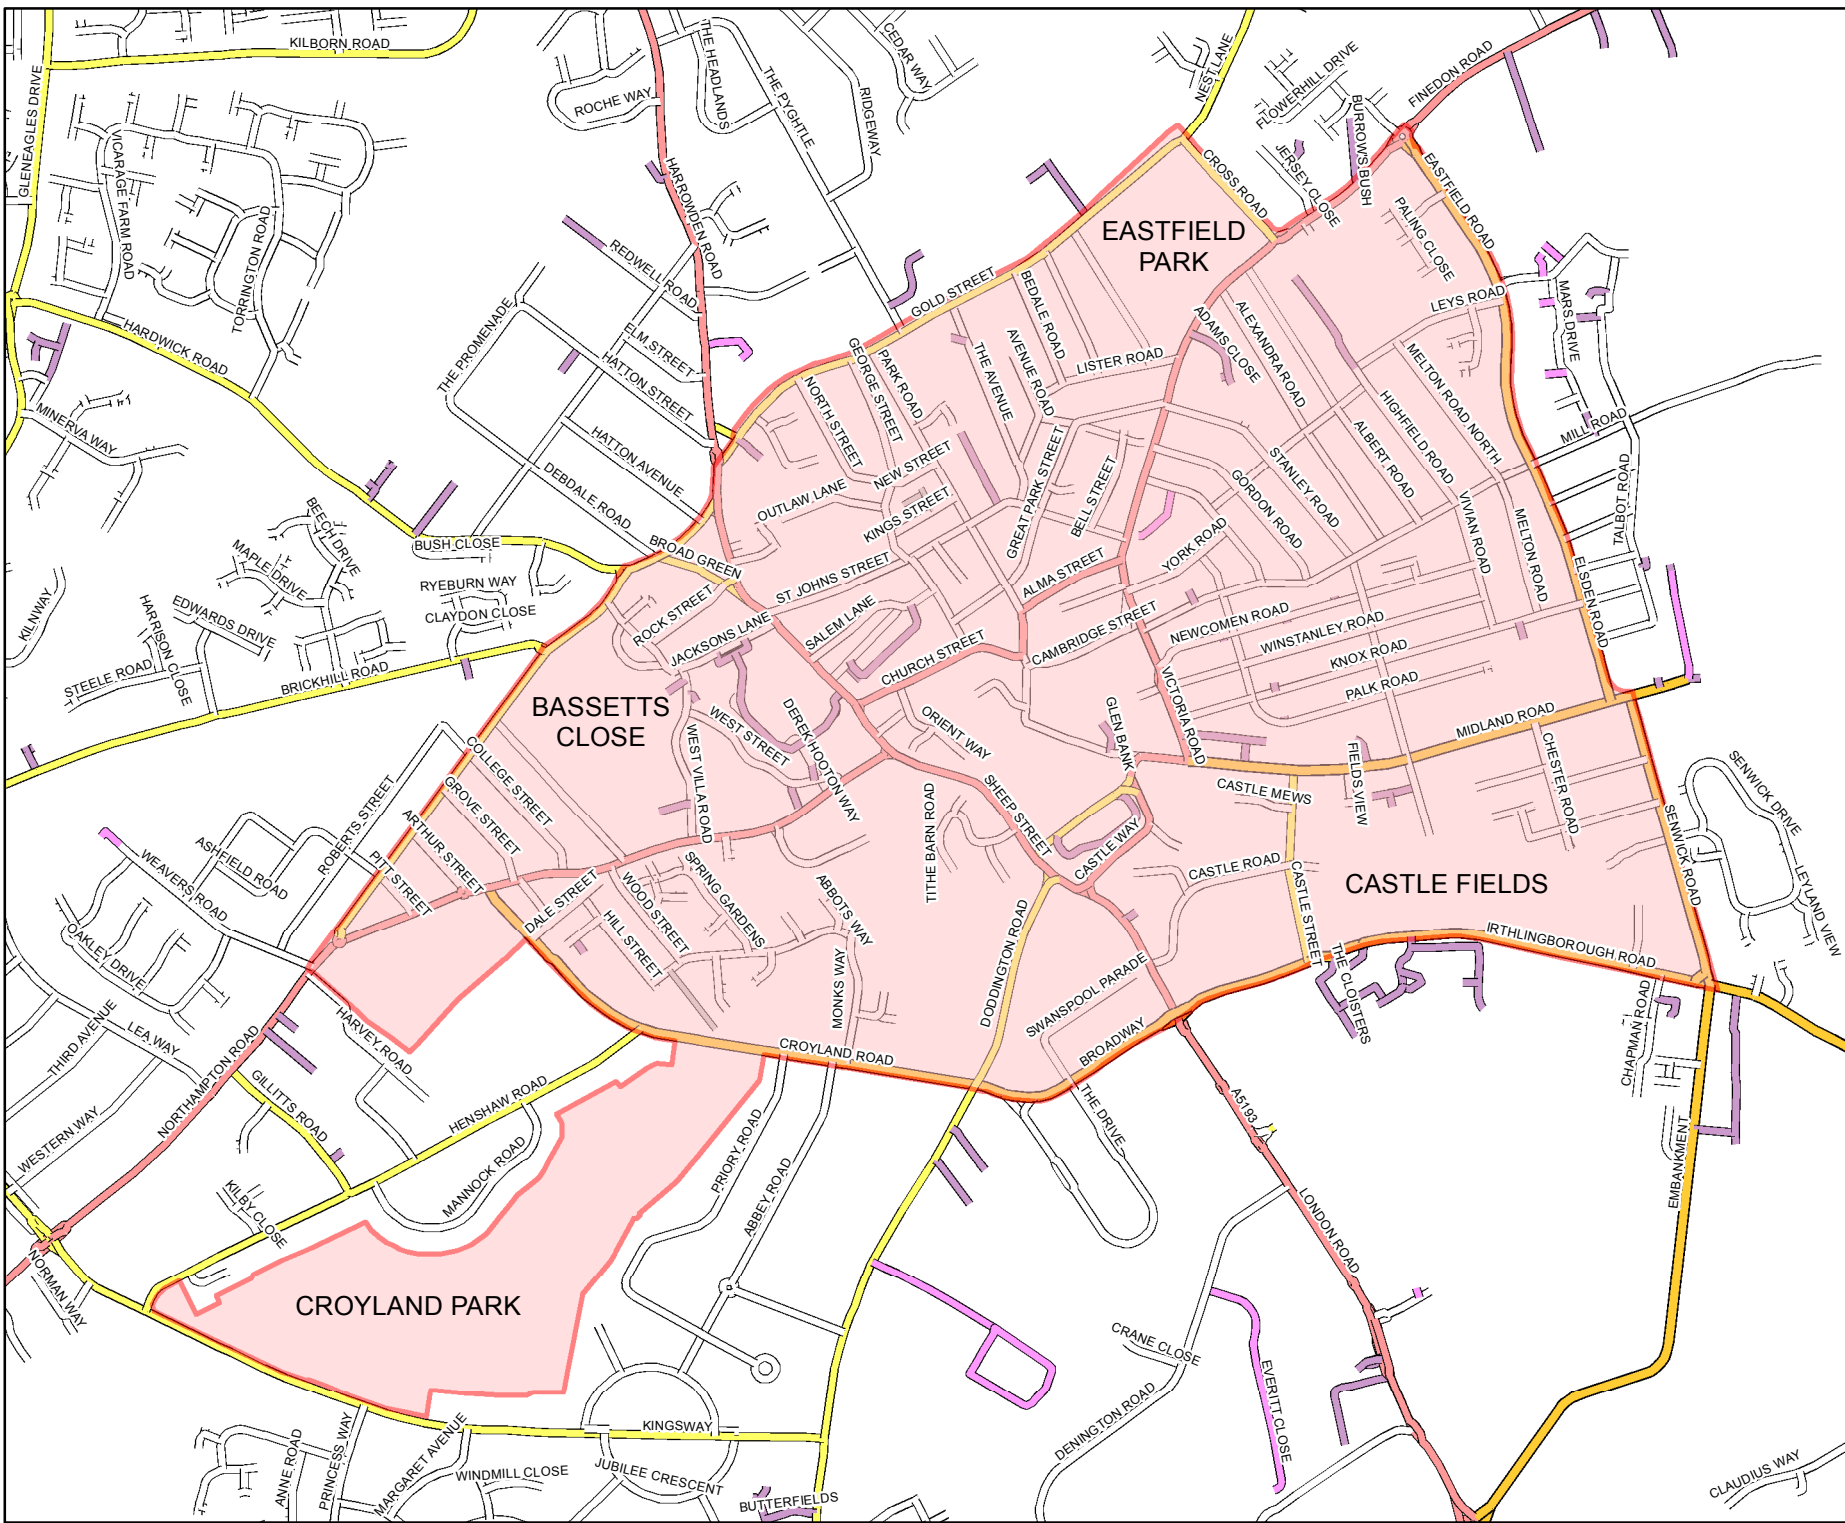 KILBORN ROAD
GLENEAGLES DRIVE
VICARAGE FARM ROAD
TORRINGTON ROAD
HARDWICK ROAD
MINERVA WAY
ROCHE WAY
THE HEADLANDS
THE PYGHTLE
CEDAR WAY
RIDGEWAY
HARROWDEN ROAD
REDWELL ROAD
THE PROMENADE
ELM STREET
HATTON STREET
HATTON AVENUE
DEBDALE ROAD
NEST LANE
FLOWERHILL DRIVE
BURROWS BUSH
FINEDON ROAD
CROSS ROAD
JERSEY CLOSE
EASTFIELD ROAD
PALING CLOSE
EASTFIELD
PARK
GOLD STREET
BEDALE ROAD
AVENUE ROAD
THE AVENUE
LISTER ROAD
ADAMS CLOSE
ALEXANDRA ROAD
LEYS ROAD
MARS DRIVE
MELTON ROAD NORTH
HIGHFIELD ROAD
ALBERT ROAD
MILL ROAD
TALBOT ROAD
GEORGE STREET
PARK ROAD
NORTH STREET
NEW STREET
OUTLAW LANE
KINGS STREET
GREAT PARK STREET
BELL STREET
STANLEY ROAD
GORDON ROAD
YORK ROAD
VIVIAN ROAD
MELTON ROAD
ELSDEN ROAD
BUSH CLOSE
BEECH DRIVE
MAPLE DRIVE
RYEBURN WAY
CLAYDON CLOSE
EDWARDS DRIVE
HARRISON CLOSE
KILNWAY
STEELE ROAD
BRICKHILL ROAD
BROAD GREEN
ROCK STREET
ST JOHNS STREET
JACKSONS LANE
SALEM LANE
CHURCH STREET
ALMA STREET
CAMBRIDGE STREET
NEWCOMEN ROAD
WINSTANLEY ROAD
KNOX ROAD
PALK ROAD
VICTORIA ROAD
MIDLAND ROAD
BASSETTS
CLOSE
WEST STREET
WEST VILLA ROAD
DEREK HOOTON WAY
ORIENT WAY
GLEN BANK
SHEEP STREET
TITHE BARN ROAD
CASTLE MEWS
FIELDS VIEW
CHESTER ROAD
SENWICK ROAD
SENWICK DRIVE
LEYLAND VIEW
COLLEGE STREET
GROVE STREET
ARTHUR STREET
PITT STREET
ROBERTS STREET
ASHFIELD ROAD
WEAVERS ROAD
OAKLEY DRIVE
DALE STREET
WOOD STREET
HILL STREET
SPRING GARDENS
ABBOTS WAY
MONKS WAY
CASTLE WAY
CASTLE ROAD
CASTLE STREET
CASTLE FIELDS
IRTHLINGBOROUGH ROAD
THE CLOISTERS
CHAPMAN ROAD
EMBANKMENT
DODDINGTON ROAD
SWANSPOOL PARADE
BROADWAY
CROYLAND ROAD
THE DRIVE
A5193
LONDON ROAD
THIRD AVENUE
LEA WAY
WESTERN WAY
NORTHAMPTON ROAD
HARVEY ROAD
GILLITTS ROAD
HENSHAW ROAD
MANNOCK ROAD
KILBY CLOSE
NORMAN WAY
PRIORY ROAD
ABBEY ROAD
CROYLAND PARK
CRANE CLOSE
DENINGTON ROAD
EVERITT CLOSE
KINGSWAY
JUBILEE CRESCENT
BUTTERFIELDS
WINDMILL CLOSE
MARGARET AVENUE
PRINCESS WAY
ANNE ROAD
CLAUDIUS WAY